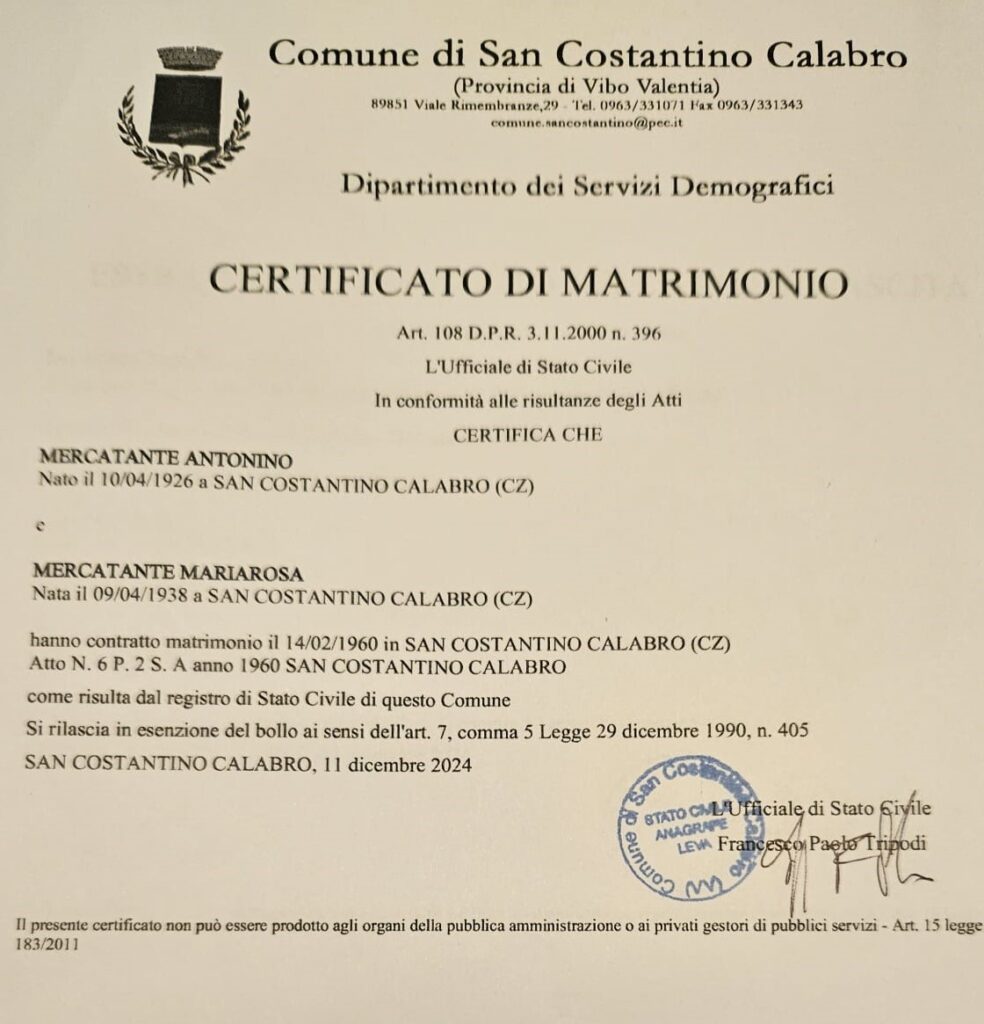 Comune di San Costantino Calabro
(Provincia di Vibo Valentia)
89851 Viale Rimembranze,29 - Tel. 0963/331071 Fax 0963/331343
comune.sancostantino@pec.it
Dipartimento dei Servizi Demografici
CERTIFICATO DI MATRIMONIO
Art. 108 D.P.R. 3.11.2000 n. 396
L'Ufficiale di Stato Civile
In conformità alle risultanze degli Atti
CERTIFICA CHE
MERCATANTE ANTONINO
Nato il 10/04/1926 a SAN COSTANTINO CALABRO (CZ)
e
MERCATANTE MARIAROSA
Nata il 09/04/1938 a SAN COSTANTINO CALABRO (CZ)
hanno contratto matrimonio il 14/02/1960 in SAN COSTANTINO CALABRO (CZ)
Atto N. 6 P. 2 S. A anno 1960 SAN COSTANTINO CALABRO
come risulta dal registro di Stato Civile di questo Comune
Si rilascia in esenzione del bollo ai sensi dell'art. 7, comma 5 Legge 29 dicembre 1990, n. 405
SAN COSTANTINO CALABRO, 11 dicembre 2024
Comune di San Costantino Calabro (VV)
STATO CIVILE
ANAGRAFE
LEVA
L'Ufficiale di Stato Civile
Francesco Paolo Tripodi
Il presente certificato non può essere prodotto agli organi della pubblica amministrazione o ai privati gestori di pubblici servizi - Art. 15 legge
183/2011